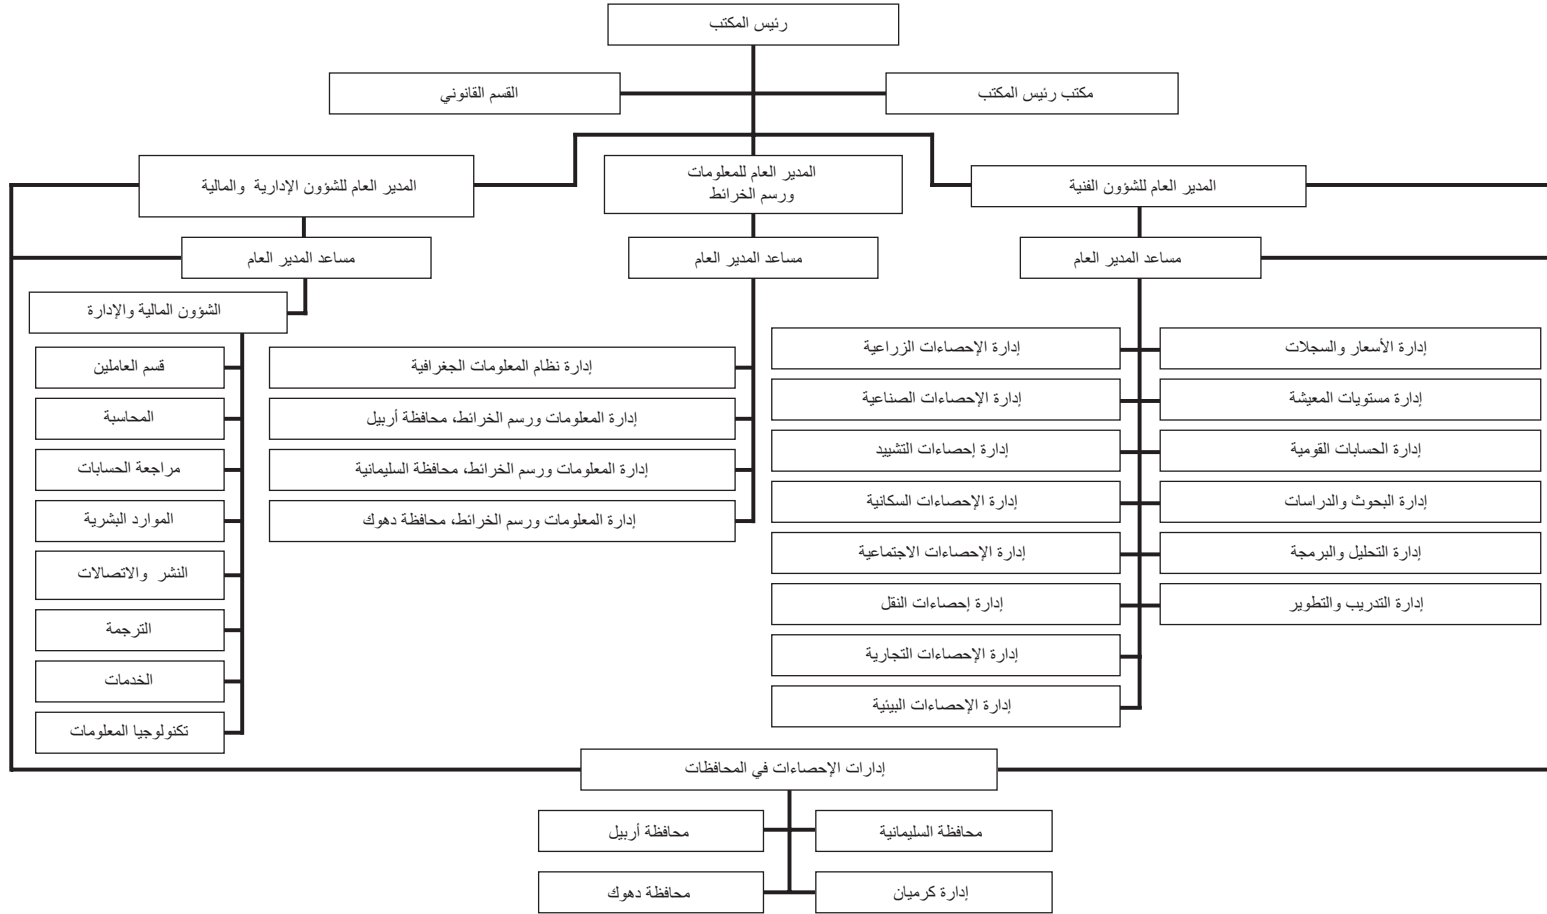 رئيس المكتب
مكتب رئيس المكتب
القسم القانوني
المدير العام للشؤون الفنية
المدير العام للمعلومات
ورسم الخرائط
المدير العام للشؤون الإدارية والمالية
مساعد المدير العام
مساعد المدير العام
مساعد المدير العام
إدارة الأسعار والسجلات
إدارة مستويات المعيشة
إدارة الحسابات القومية
إدارة البحوث والدراسات
إدارة التحليل والبرمجة
إدارة التدريب والتطوير
إدارة الإحصاءات الزراعية
إدارة الإحصاءات الصناعية
إدارة إحصاءات التشييد
إدارة الإحصاءات السكانية
إدارة الإحصاءات الاجتماعية
إدارة إحصاءات النقل
إدارة الإحصاءات التجارية
إدارة الإحصاءات البيئية
إدارة نظام المعلومات الجغرافية
إدارة المعلومات ورسم الخرائط، محافظة أربيل
إدارة المعلومات ورسم الخرائط، محافظة السليمانية
إدارة المعلومات ورسم الخرائط، محافظة دهوك
الشؤون المالية والإدارة
قسم العاملين
المحاسبة
مراجعة الحسابات
الموارد البشرية
النشر والاتصالات
الترجمة
الخدمات
تكنولوجيا المعلومات
إدارات الإحصاءات في المحافظات
محافظة السليمانية
محافظة أربيل
إدارة كرميان
محافظة دهوك